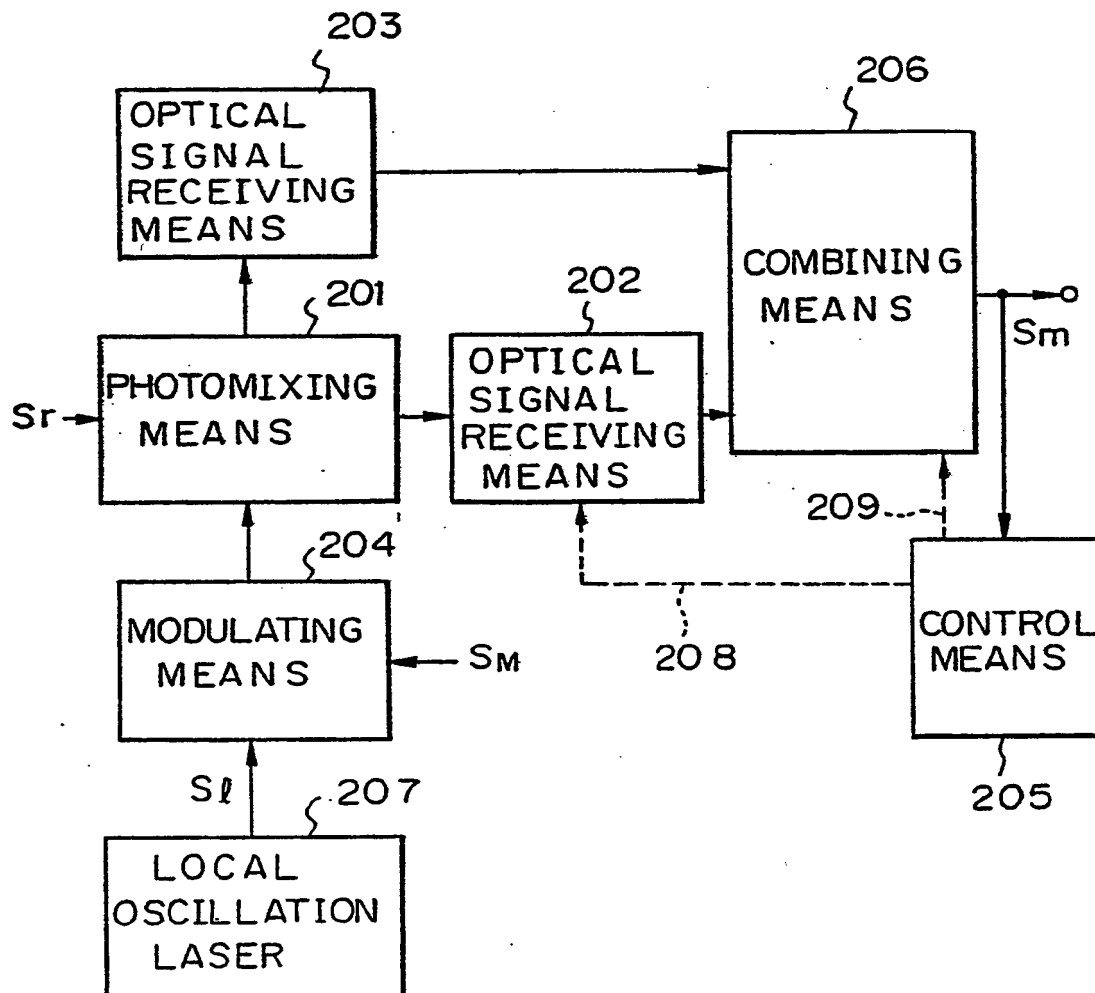 203
OPTICAL
SIGNAL
RECEIVING
MEANS
206
COMBINING
MEANS
Sm
201
PHOTOMIXING
MEANS
Sr
202
OPTICAL
SIGNAL
RECEIVING
MEANS
209
204
MODULATING
MEANS
SM
208
CONTROL
MEANS
205
Sℓ
207
LOCAL
OSCILLATION
LASER